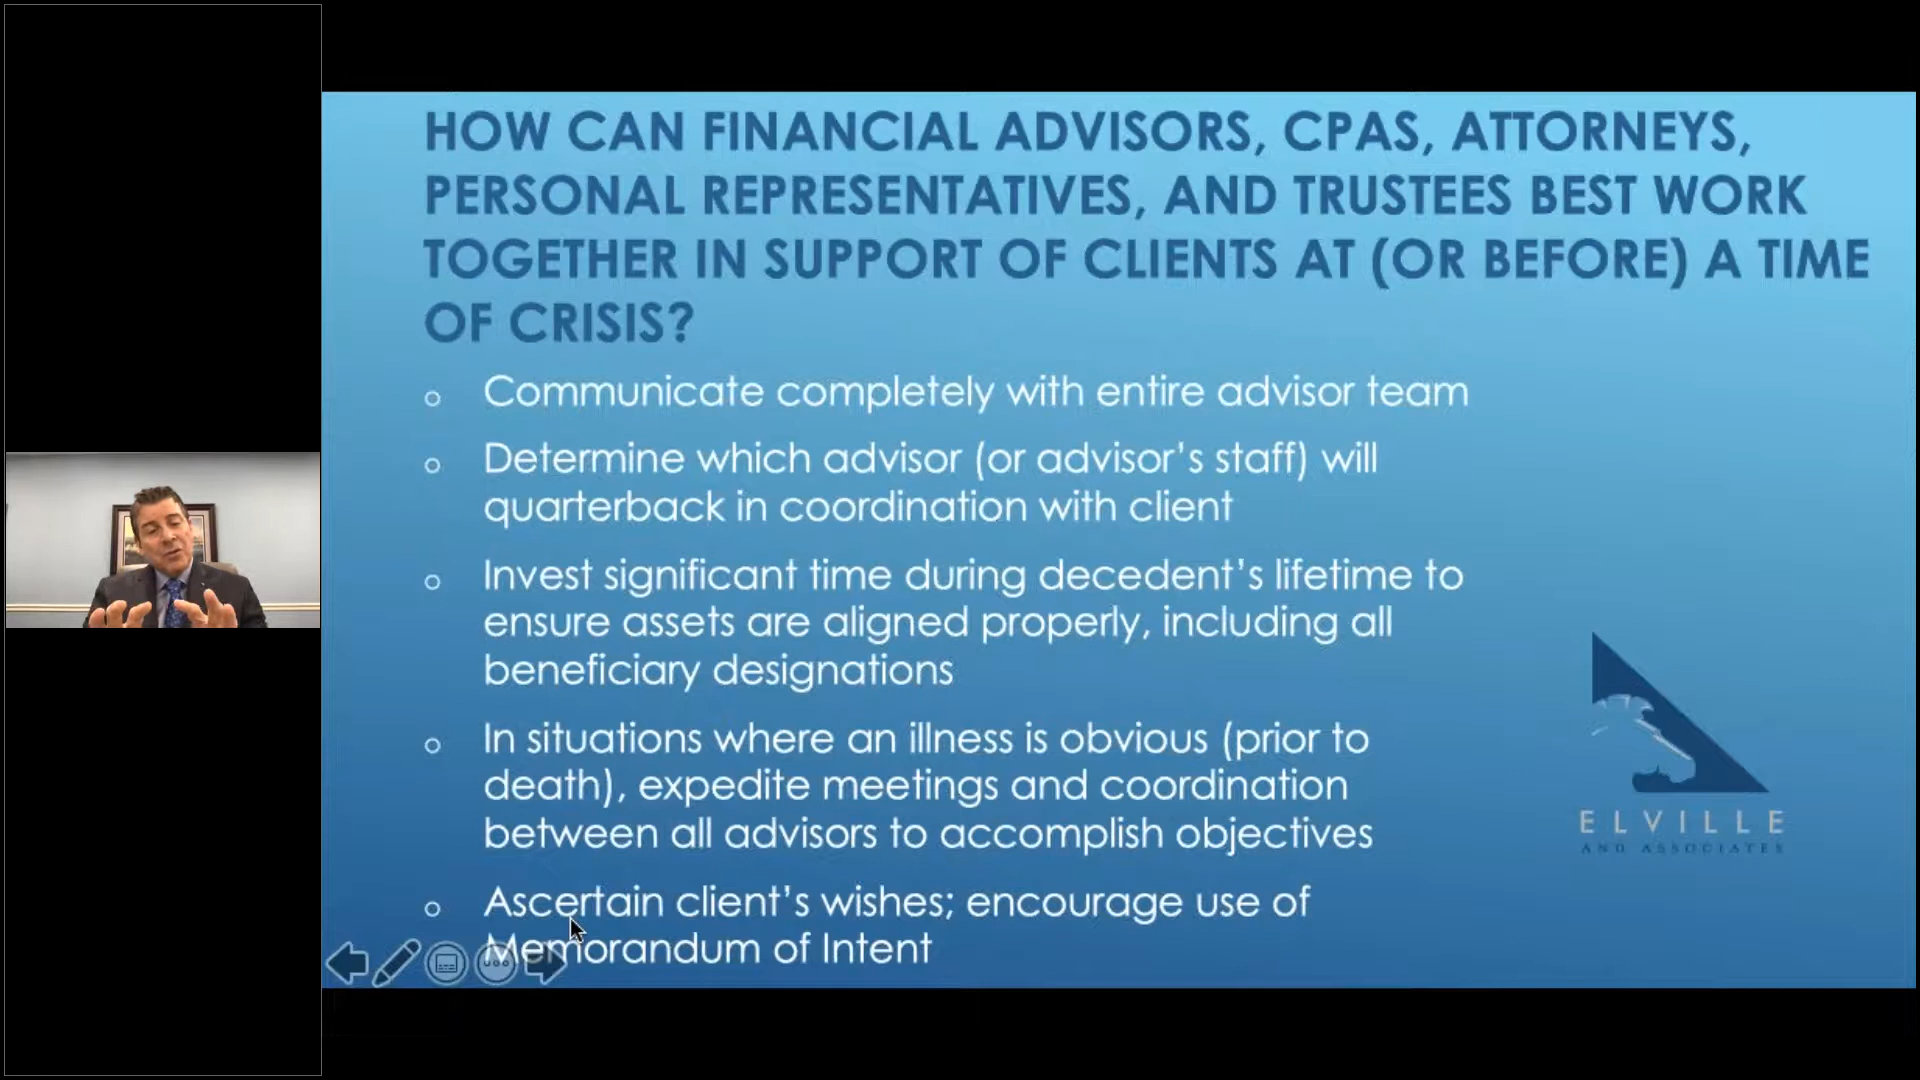 HOW CAN FINANCIAL ADVISORS, CPAS, ATTORNEYS,
PERSONAL REPRESENTATIVES, AND TRUSTEES BEST WORK
TOGETHER IN SUPPORT OF CLIENTS AT (OR BEFORE) A TIME
OF CRISIS?
Communicate completely with entire advisor team
Determine which advisor (or advisor's staff) will
quarterback in coordination with client
Invest significant time during decedent's lifetime to
ensure assets are aligned properly, including all
beneficiary designations
In situations where an illness is obvious (prior to
death), expedite meetings and coordination
between all advisors to accomplish objectives
Ascertain client's wishes; encourage use of
Memorandum of Intent
ELVILLE
AND ASSOCIATES